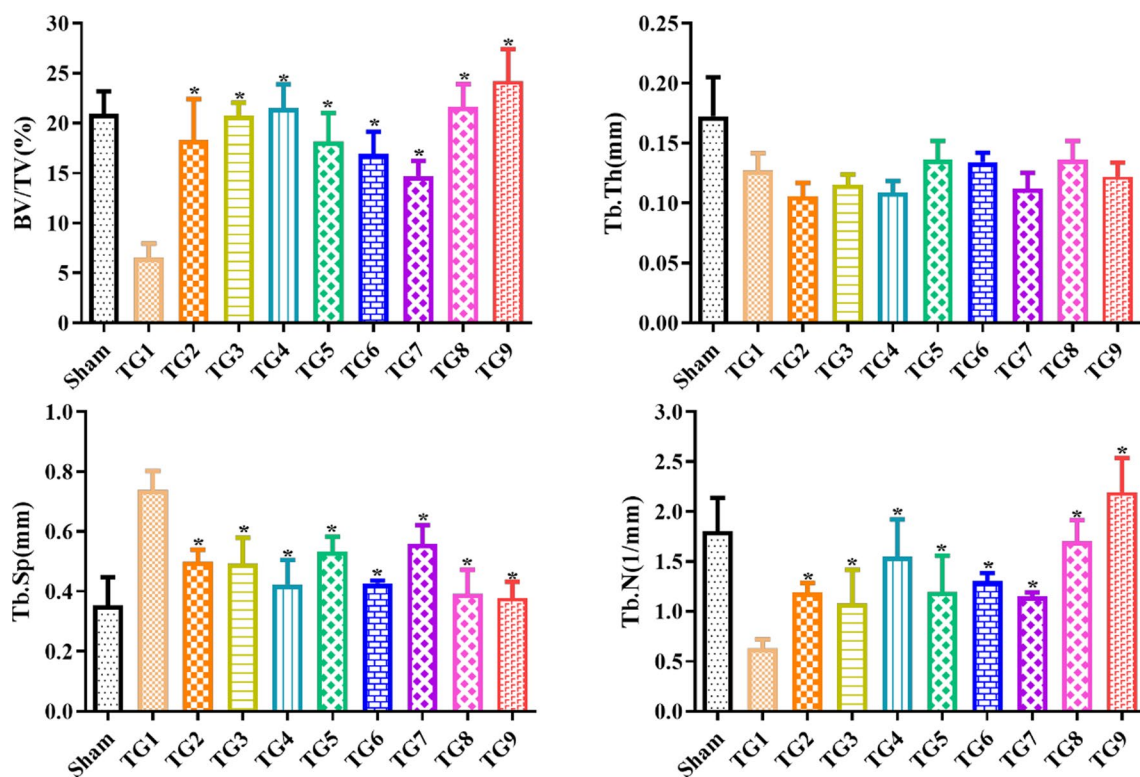 BV/TV(%)
30
25
20
15
10
5
0
* * * * * * * *
Sham TG1 TG2 TG3 TG4 TG5 TG6 TG7 TG8 TG9
Tb.Th(mm)
0.25
0.20
0.15
0.10
0.05
0.00
Sham TG1 TG2 TG3 TG4 TG5 TG6 TG7 TG8 TG9
Tb.Sp(mm)
1.0
0.8
0.6
0.4
0.2
0.0
* * * * * * * *
Sham TG1 TG2 TG3 TG4 TG5 TG6 TG7 TG8 TG9
Tb.N(1/mm)
3.0
2.5
2.0
1.5
1.0
0.5
0.0
* * * * * * * *
Sham TG1 TG2 TG3 TG4 TG5 TG6 TG7 TG8 TG9